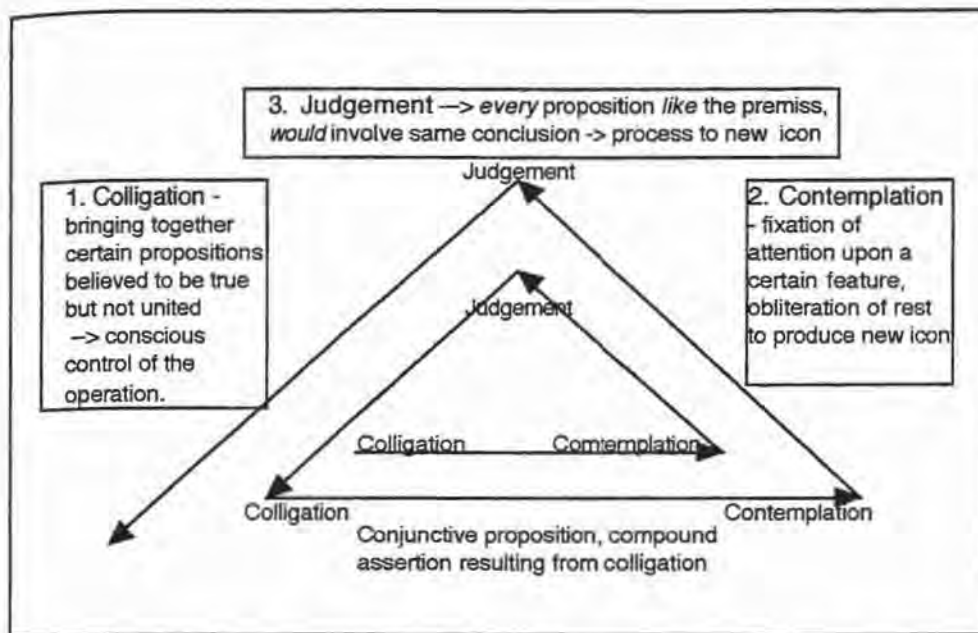 3. Judgement —> every proposition like the premiss,
would involve same conclusion -> process to new icon
Judgement
1. Colligation -
bringing together
certain propositions
believed to be true
but not united
—> conscious
control of the
operation.
2. Contemplation
- fixation of
attention upon a
certain feature,
obliteration of rest
to produce new icon
Judgement
Colligation Comtemplation
Colligation Contemplation
Conjunctive proposition, compound
assertion resulting from colligation